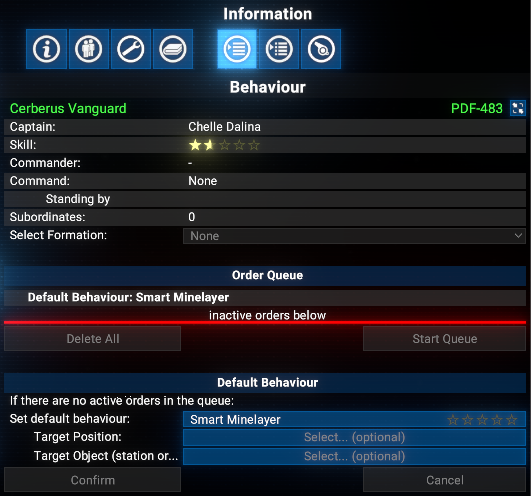 Information
Behaviour
Cerberus Vanguard PDF-483
Captain: Chelle Dalina
Skill:
Commander: -
Command: None
Standing by
Subordinates: 0
Select Formation: None
Order Queue
Default Behaviour: Smart Minelayer
inactive orders below
Delete All Start Queue
Default Behaviour
If there are no active orders in the queue:
Set default behaviour: Smart Minelayer
Target Position: Select... (optional)
Target Object (station or... Select... (optional)
Confirm Cancel